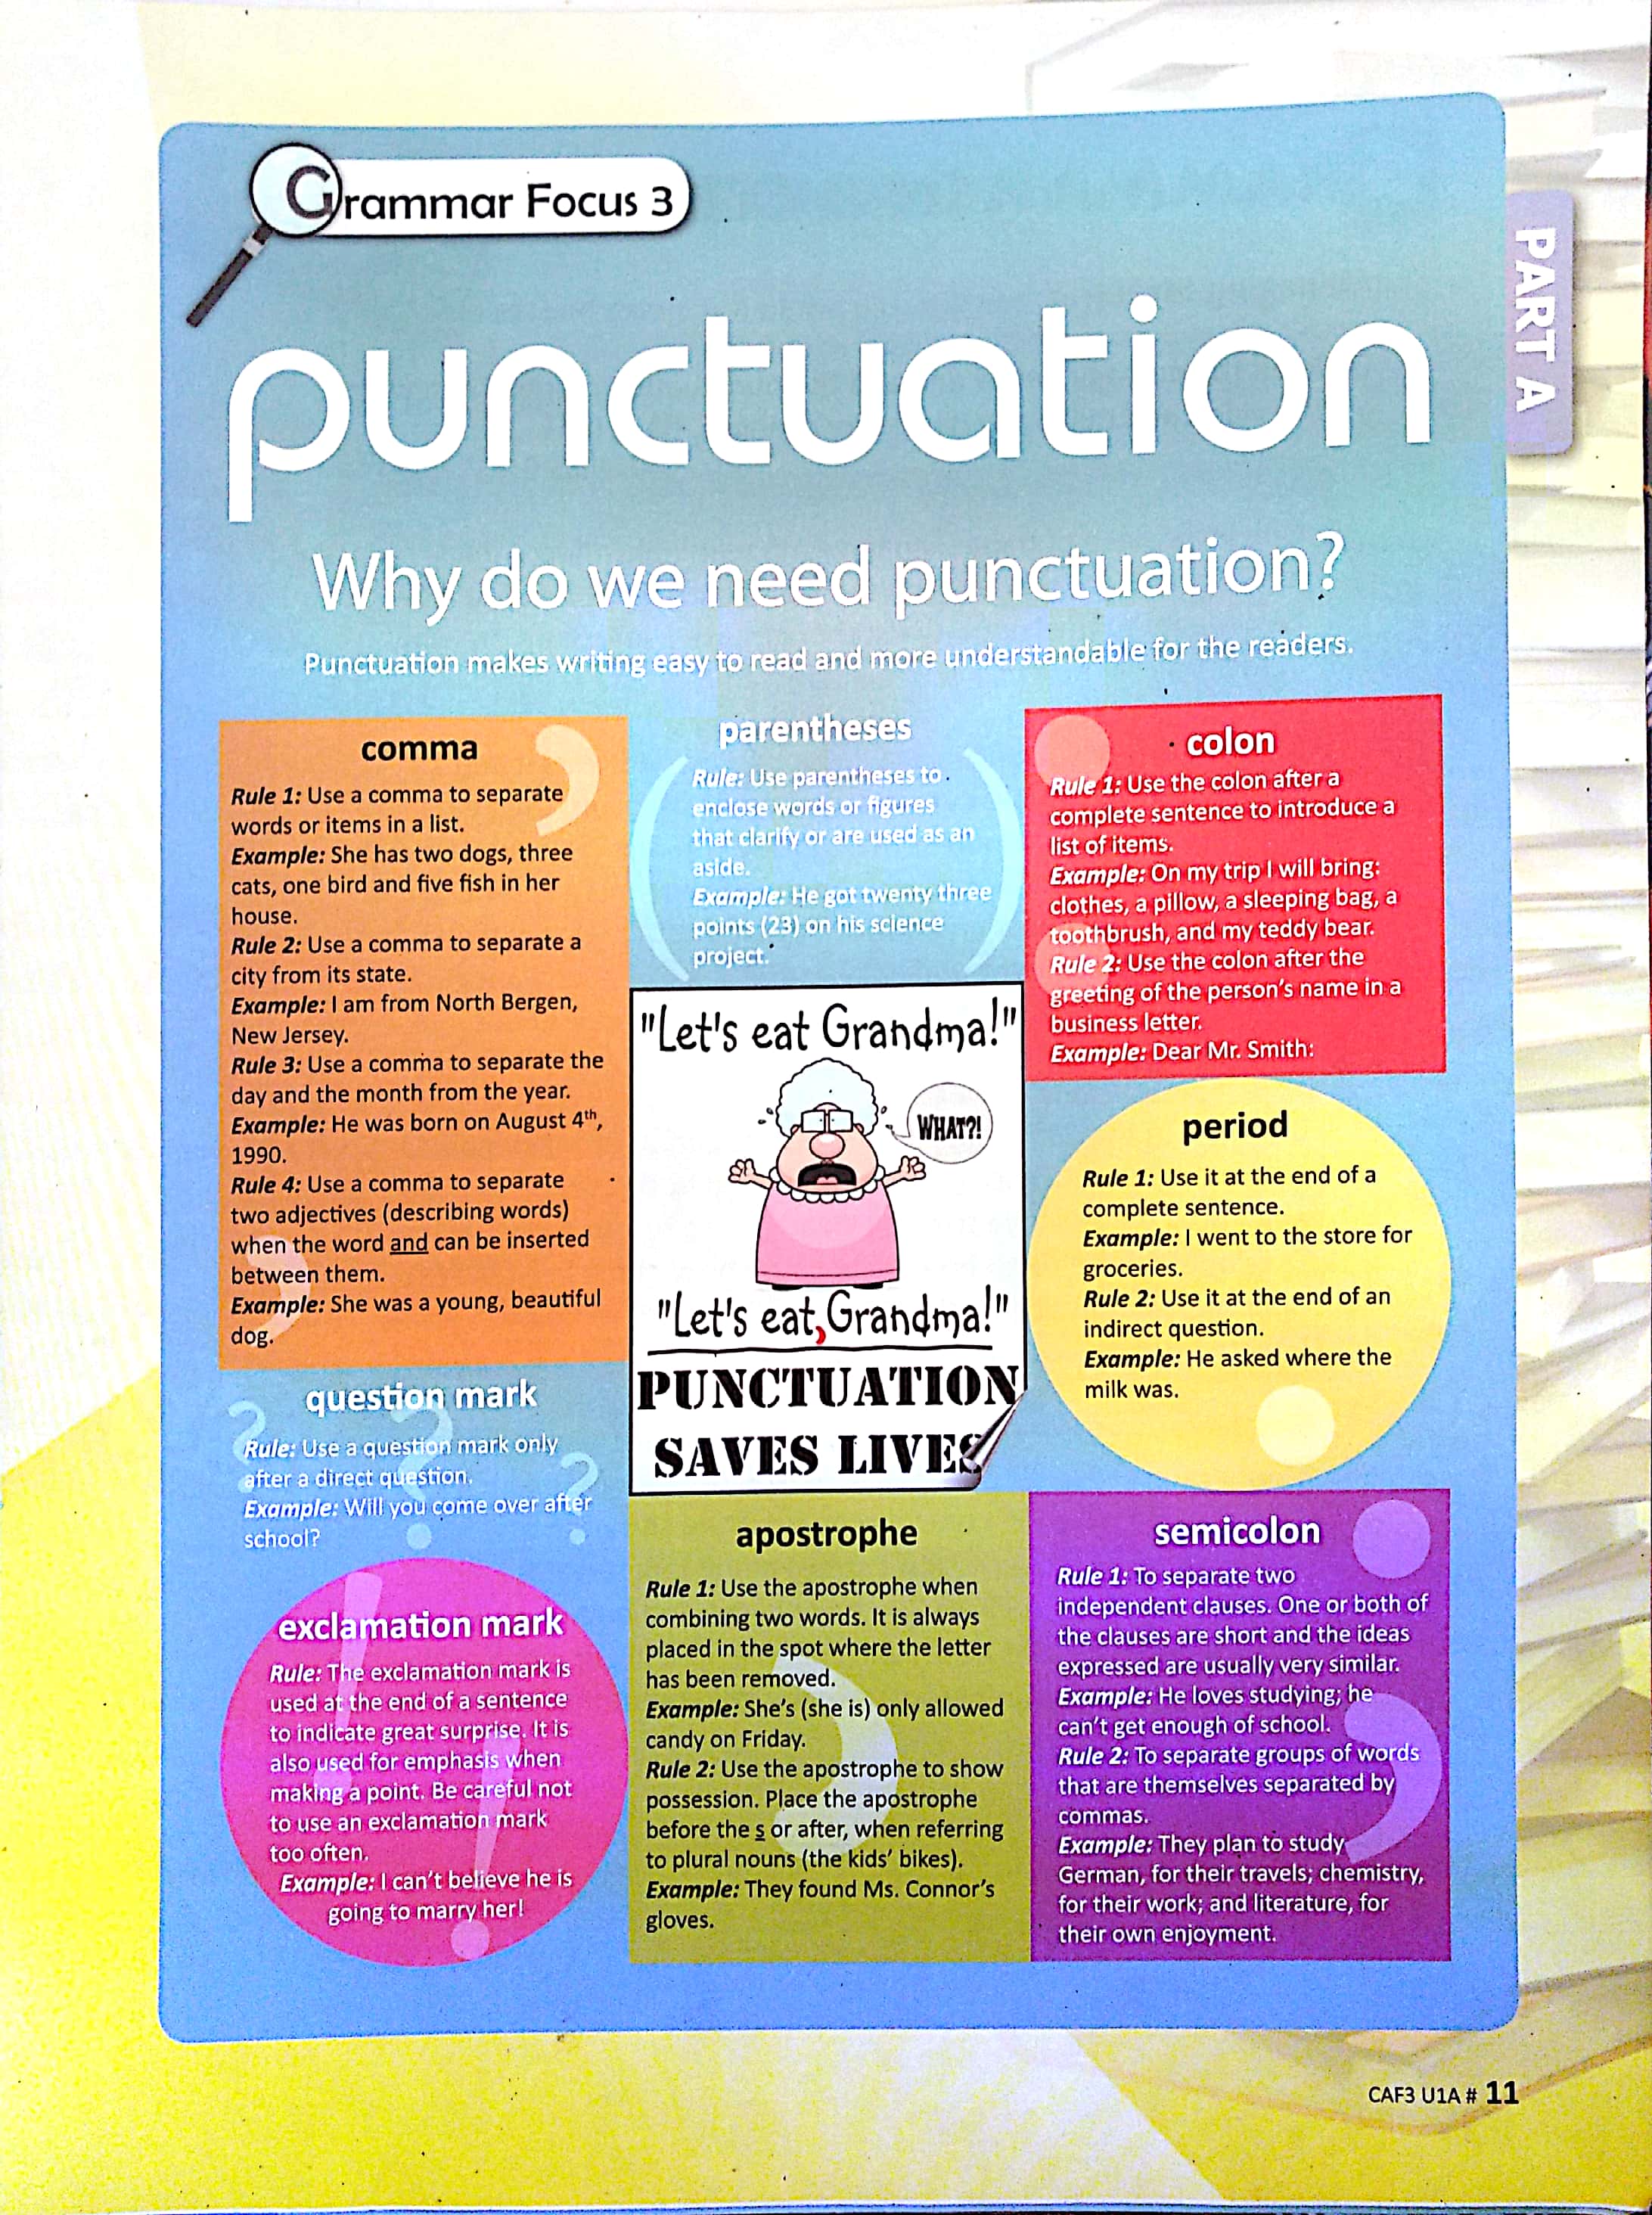 Grammar Focus 3
PART A
punctuation
Why do we need punctuation?
Punctuation makes writing easy to read and more understandable for the readers.
comma
Rule 1: Use a comma to separate
words or items in a list.
Example: She has two dogs, three
cats, one bird and five fish in her
house.
Rule 2: Use a comma to separate a
city from its state.
Example: I am from North Bergen,
New Jersey.
Rule 3: Use a comma to separate the
day and the month from the year.
Example: He was born on August 4th,
1990.
Rule 4: Use a comma to separate
two adjectives (describing words)
when the word and can be inserted
between them.
Example: She was a young, beautiful
dog.
parentheses
Rule: Use parentheses to
enclose words or figures
that clarify or are used as an
aside.
Example: He got twenty three
points (23) on his science
project.
colon
Rule 1: Use the colon after a
complete sentence to introduce a
list of items.
Example: On my trip I will bring:
clothes, a pillow, a sleeping bag, a
toothbrush, and my teddy bear.
Rule 2: Use the colon after the
greeting of the person's name in a
business letter.
Example: Dear Mr. Smith:
"Let's eat Grandma!"
WHAT?!
"Let's eat, Grandma!"
PUNCTUATION
SAVES LIVES
period
Rule 1: Use it at the end of a
complete sentence.
Example: I went to the store for
groceries.
Rule 2: Use it at the end of an
indirect question.
Example: He asked where the
milk was.
question mark
Rule: Use a question mark only
after a direct question.
Example: Will you come over after
school?
exclamation mark
Rule: The exclamation mark is
used at the end of a sentence
to indicate great surprise. It is
also used for emphasis when
making a point. Be careful not
to use an exclamation mark
too often.
Example: I can't believe he is
going to marry her!
apostrophe
Rule 1: Use the apostrophe when
combining two words. It is always
placed in the spot where the letter
has been removed.
Example: She's (she is) only allowed
candy on Friday.
Rule 2: Use the apostrophe to show
possession. Place the apostrophe
before the s or after, when referring
to plural nouns (the kids' bikes).
Example: They found Ms. Connor's
gloves.
semicolon
Rule 1: To separate two
independent clauses. One or both of
the clauses are short and the ideas
expressed are usually very similar.
Example: He loves studying; he
can't get enough of school.
Rule 2: To separate groups of words
that are themselves separated by
commas.
Example: They plan to study
German, for their travels; chemistry,
for their work; and literature, for
their own enjoyment.
CAF3 U1A # 11